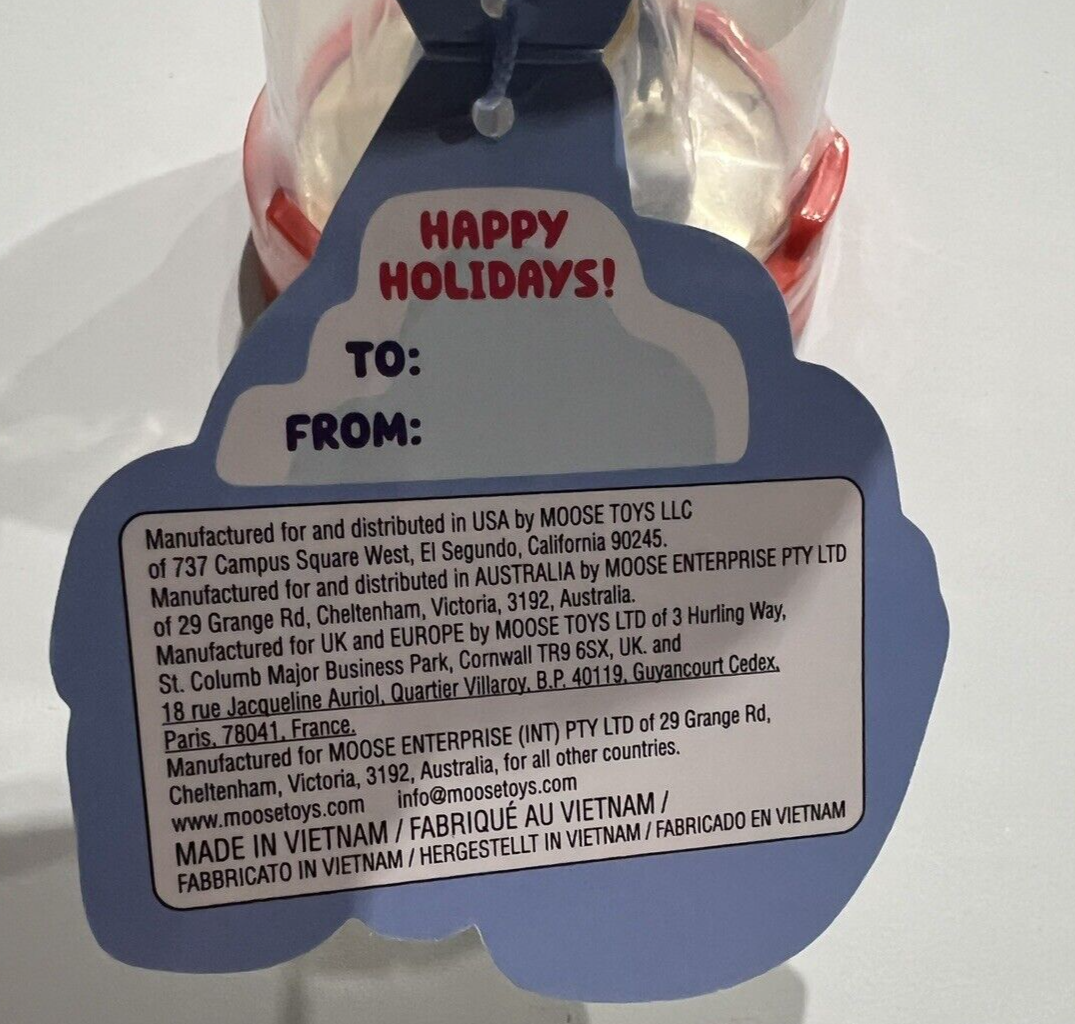 HAPPY
HOLIDAYS!
TO:
FROM:
Manufactured for and distributed in USA by MOOSE TOYS LLC
of 737 Campus Square West, El Segundo, California 90245.
Manufactured for and distributed in AUSTRALIA by MOOSE ENTERPRISE PTY LTD
of 29 Grange Rd, Cheltenham, Victoria, 3192, Australia.
Manufactured for UK and EUROPE by MOOSE TOYS LTD of 3 Hurling Way,
St. Columb Major Business Park, Cornwall TR9 6SX, UK. and
18 rue Jacqueline Auriol, Quartier Villaroy, B.P. 40119, Guyancourt Cedex,
Paris, 78041, France.
Manufactured for MOOSE ENTERPRISE (INT) PTY LTD of 29 Grange Rd,
Cheltenham, Victoria, 3192, Australia, for all other countries.
www.moosetoys.com info@moosetoys.com
MADE IN VIETNAM / FABRIQUÉ AU VIETNAM /
FABBRICATO IN VIETNAM / HERGESTELLT IN VIETNAM / FABRICADO EN VIETNAM